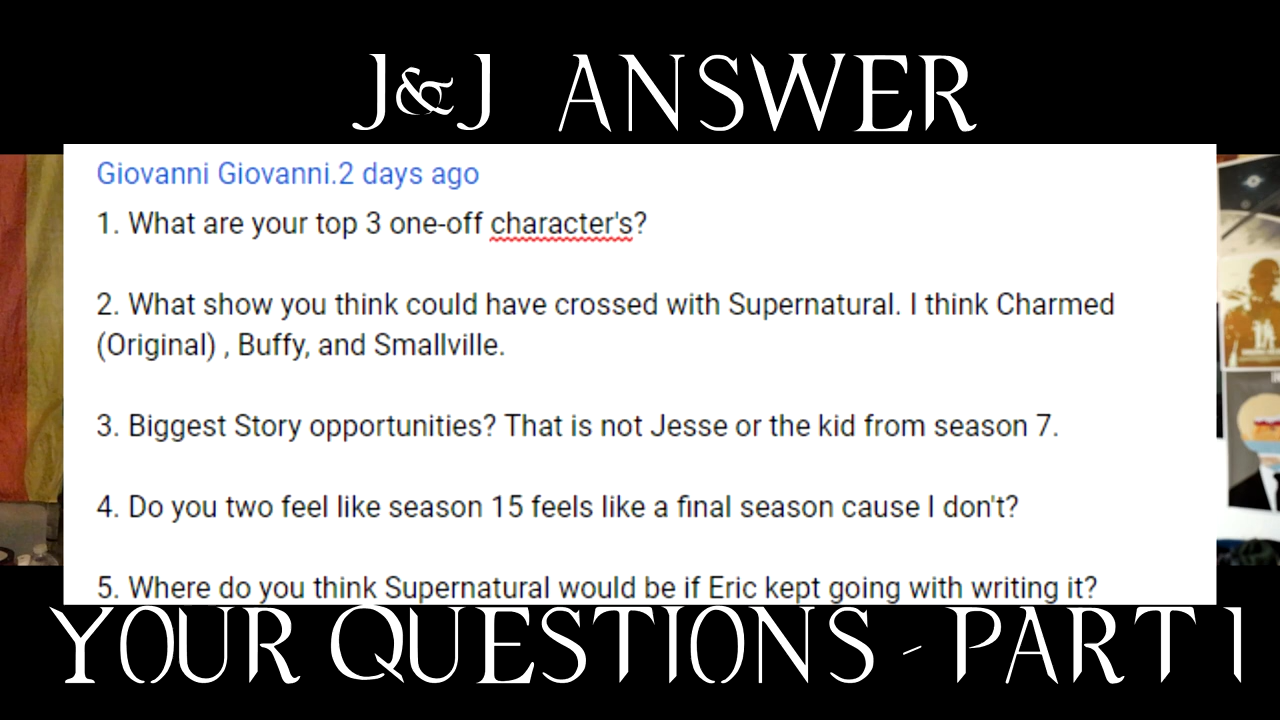 J&J ANSWER
Giovanni Giovanni.2 days ago
1. What are your top 3 one-off character's?
2. What show you think could have crossed with Supernatural. I think Charmed
(Original) , Buffy, and Smallville.
3. Biggest Story opportunities? That is not Jesse or the kid from season 7.
4. Do you two feel like season 15 feels like a final season cause I don't?
5. Where do you think Supernatural would be if Eric kept going with writing it?
YOUR QUESTIONS - PART 1